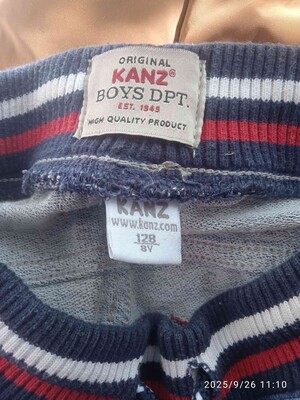 ORIGINAL
KANZ®
BOYS DPT.
EST. 1949
HIGH QUALITY PRODUCT
KANZ
www.kanz.com
128
8Y
2025/9/26 11:10